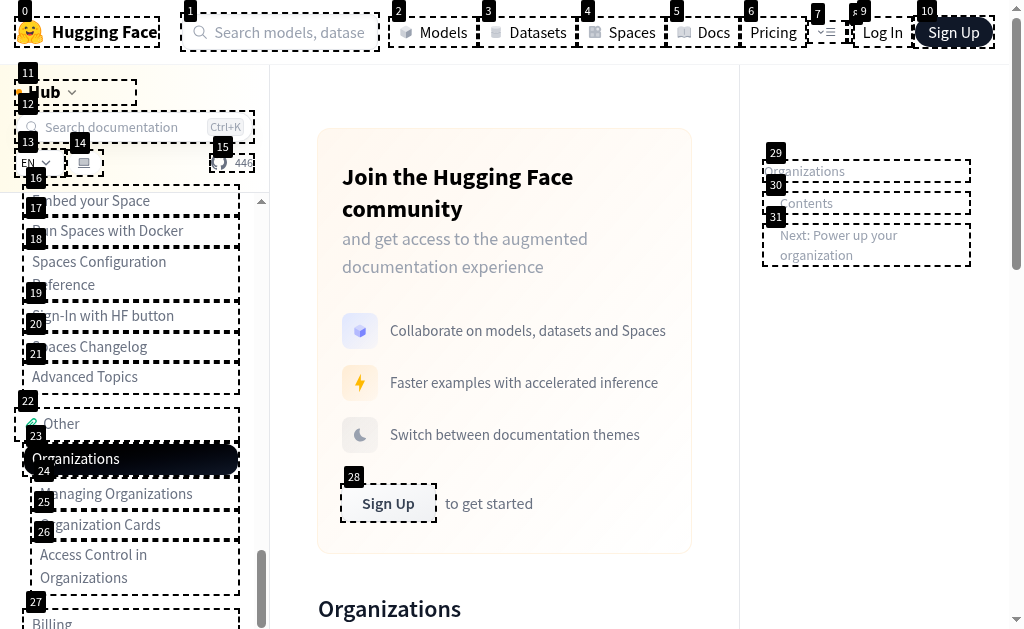 0
1
2
3
4
5
6
7
9
10
Hugging Face
Search models, datase
Models
Datasets
Spaces
Docs
Pricing
Log In
Sign Up
11
Hub
12
Search documentation
Ctrl+K
13
14
15
EN
446
16
Embed your Space
17
Run Spaces with Docker
18
Spaces Configuration
Reference
19
Sign-In with HF button
20
Spaces Changelog
21
Advanced Topics
22
Other
23
Organizations
24
Managing Organizations
25
Organization Cards
26
Access Control in
Organizations
27
Billing
Join the Hugging Face
community
and get access to the augmented
documentation experience
Collaborate on models, datasets and Spaces
Faster examples with accelerated inference
Switch between documentation themes
28
Sign Up
to get started
Organizations
29
Organizations
30
Contents
31
Next: Power up your
organization